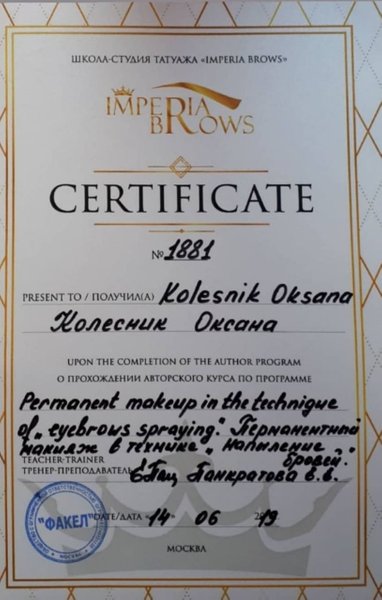 ШКОЛА-СТУДИЯ ТАТУАЖА «IMPERIA BROWS»
IMPERIA
BROWS
CERTIFICATE
№ 1881
PRESENT TO / ПОЛУЧИЛ(А) Kolesnik Oksana
Колесник Оксана
UPON THE COMPLETION OF THE AUTHOR PROGRAM
О ПРОХОЖДЕНИИ АВТОРСКОГО КУРСА ПО ПРОГРАММЕ
Permanent makeup in the technique
of „eyebrows spraying". Перманентный
макияж в технике „напыление бровей".
TEACHER-TRAINER
ТРЕНЕР-ПРЕПОДАВАТЕЛЬ Панкратова
"ФАКЕЛ"
МОСКВА
DATE/ДАТА «14» 06 2019
МОСКВА